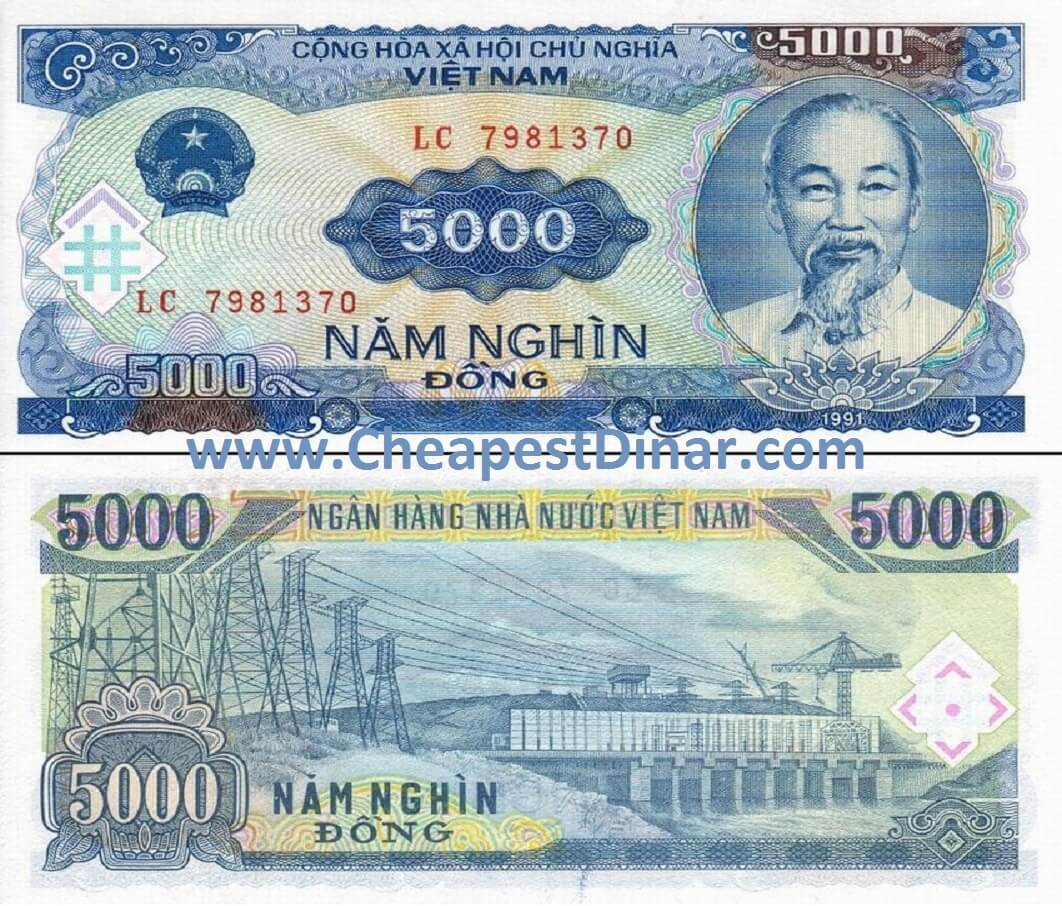 CỘNG HÒA XÃ HỘI CHỦ NGHĨA
VIỆT NAM
5000
LC 7981370
5000
LC 7981370
NĂM NGHÌN
ĐỒNG
5000
1991
www.CheapestDinar.com
5000
NGÂN HÀNG NHÀ NƯỚC VIỆT NAM
5000
5000
NĂM NGHÌN
ĐỒNG